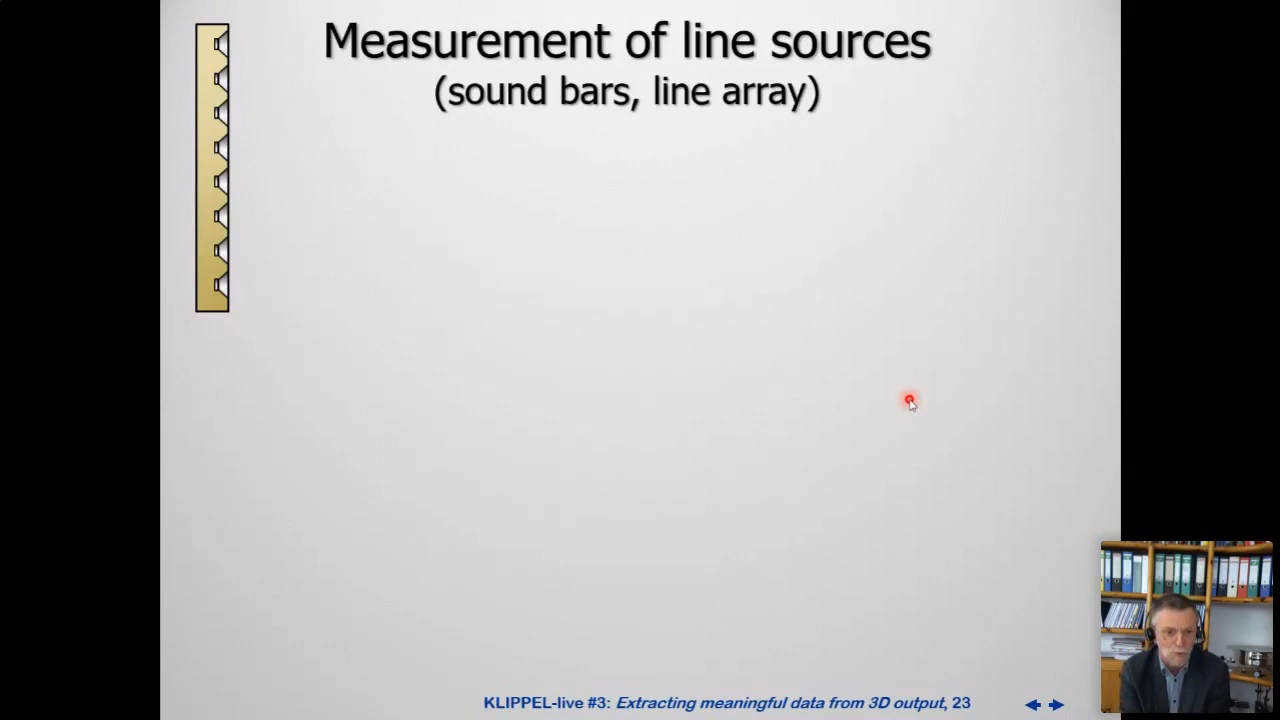 Measurement of line sources
(sound bars, line array)
KLIPPEL-live #3: Extracting meaningful data from 3D output, 23